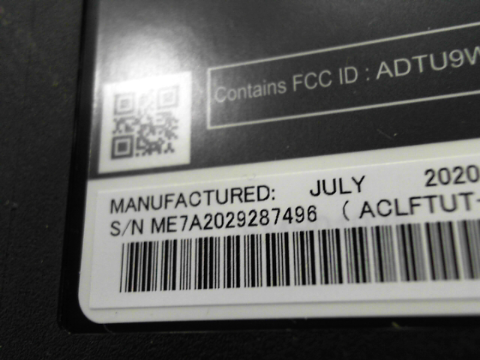 Contains FCC ID : ADTU9W
MANUFACTURED: JULY 2020
S/N ME7A2029287496 ( ACLFTUT-